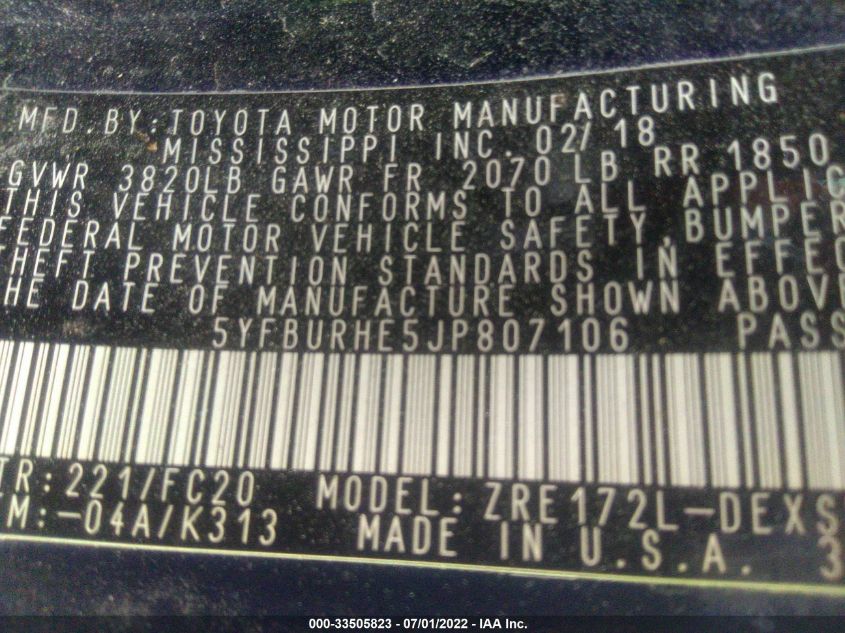 MFD.BY:TOYOTA MOTOR MANUFACTURING
MISSISSIPPI INC. 02/18
GVWR 3820LB GAWR FR 2070LB RR 1850
THIS VEHICLE CONFORMS TO ALL APPLIC
FEDERAL MOTOR VEHICLE SAFETY,BUMPER
HEFT PREVENTION STANDARDS IN EFFEC
HE DATE OF MANUFACTURE SHOWN ABOVE
5YFBURHE5JP807106 PASS
TR:221/FC20 MODEL:ZRE172L-DEXS
M:-04A/K313 MADE IN U.S.A. 3
000-33505823 - 07/01/2022 - IAA Inc.